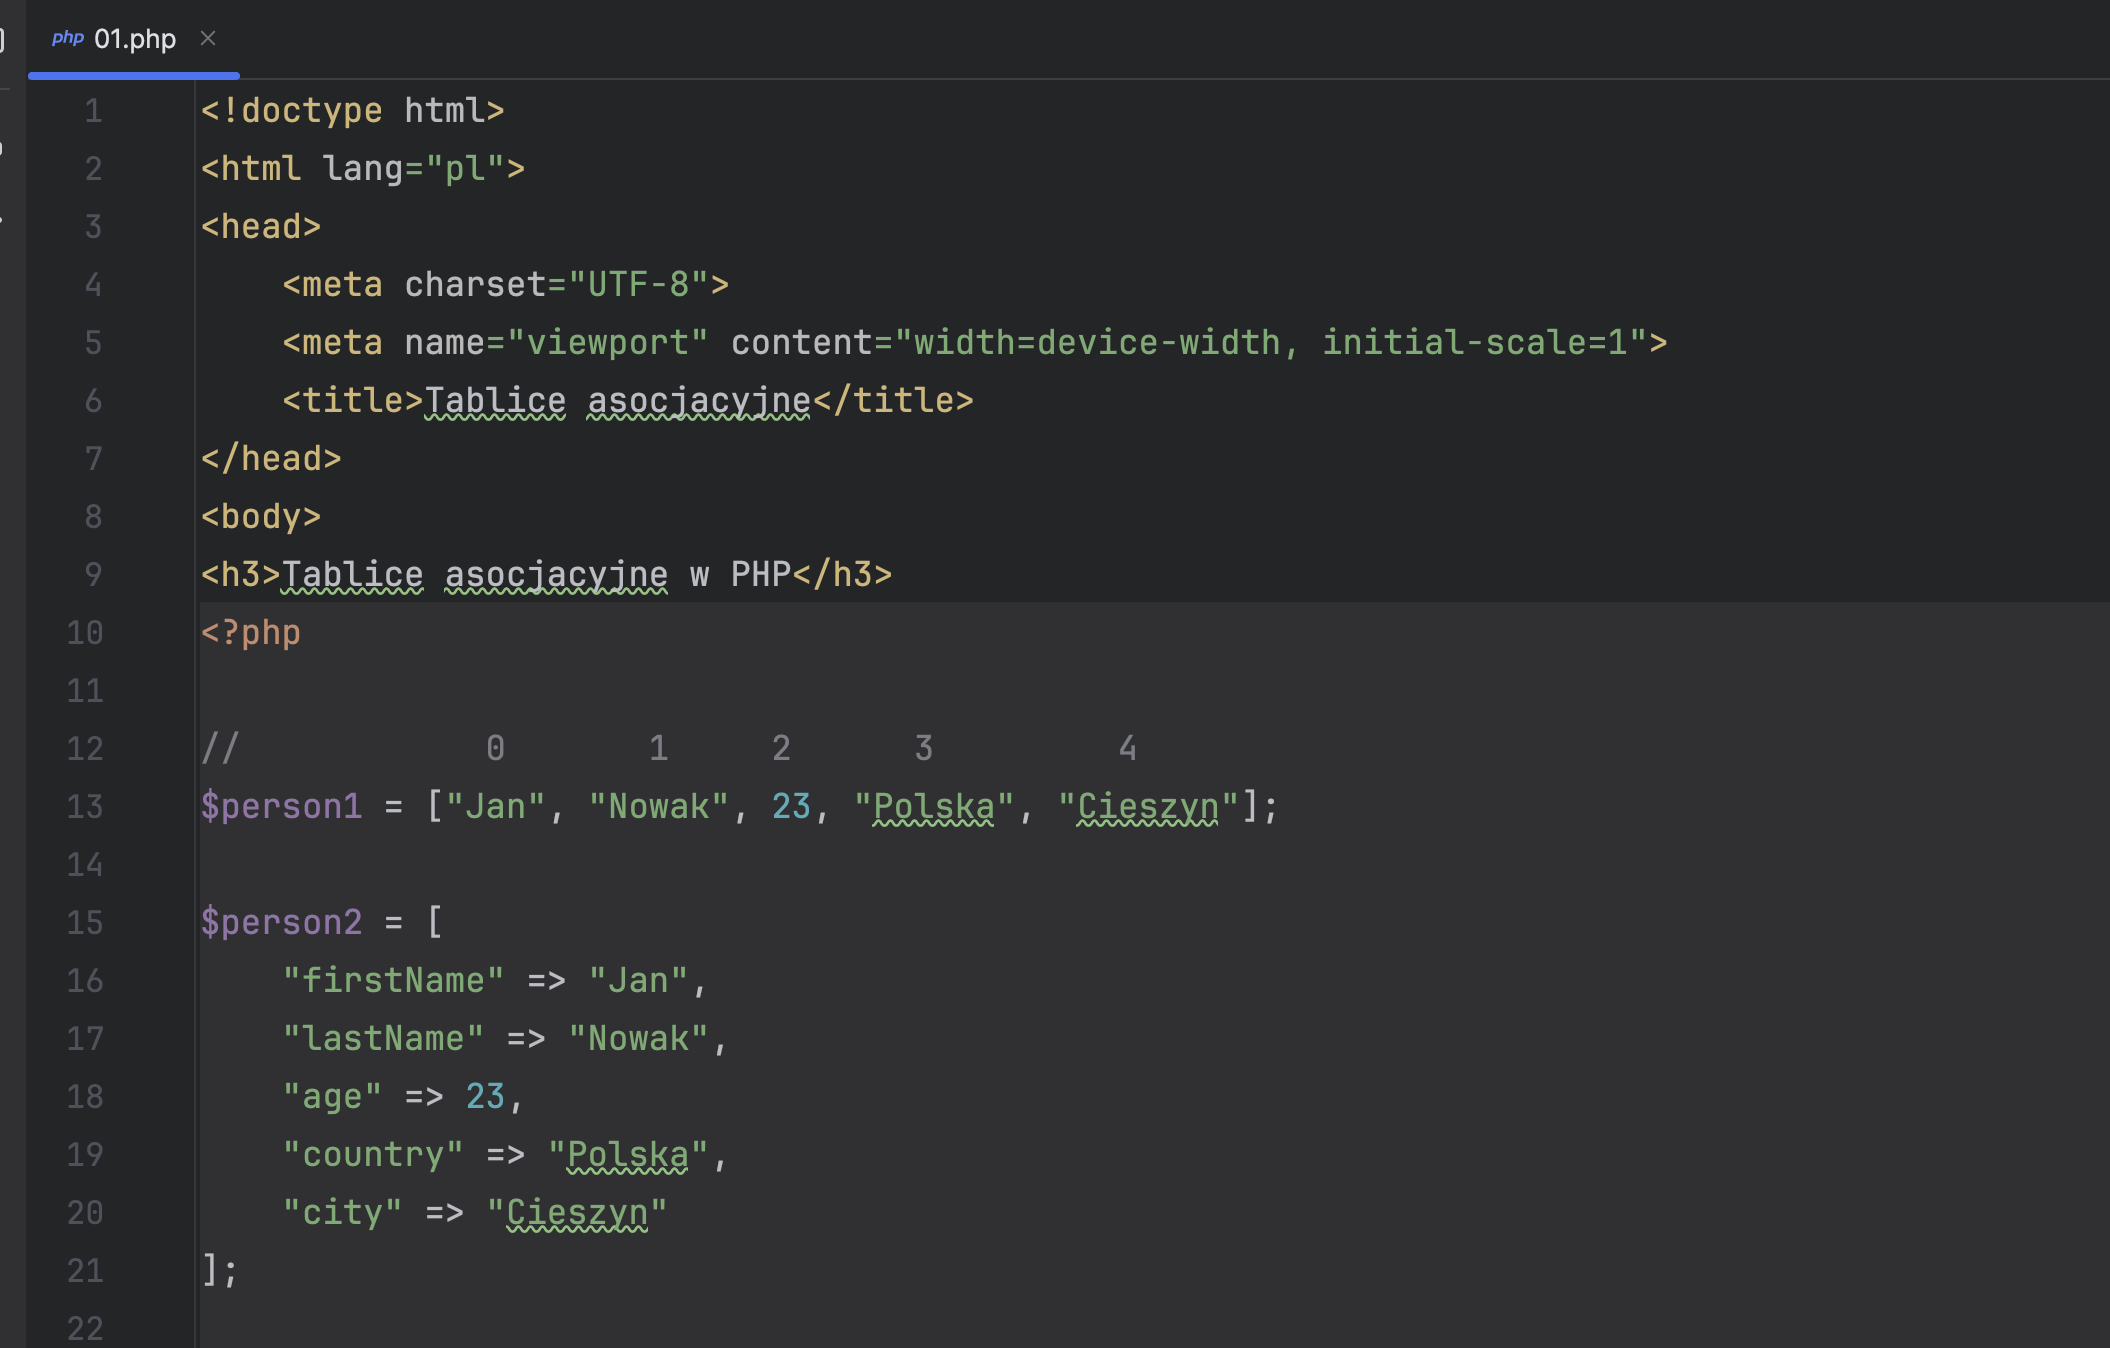 php 01.php ×
1 <!doctype html>
2 <html lang="pl">
3 <head>
4     <meta charset="UTF-8">
5     <meta name="viewport" content="width=device-width, initial-scale=1">
6     <title>Tablice asocjacyjne</title>
7 </head>
8 <body>
9 <h3>Tablice asocjacyjne w PHP</h3>
10 <?php
11
12 //            0       1     2      3         4
13 $person1 = ["Jan", "Nowak", 23, "Polska", "Cieszyn"];
14
15 $person2 = [
16     "firstName" => "Jan",
17     "lastName" => "Nowak",
18     "age" => 23,
19     "country" => "Polska",
20     "city" => "Cieszyn"
21 ];
22